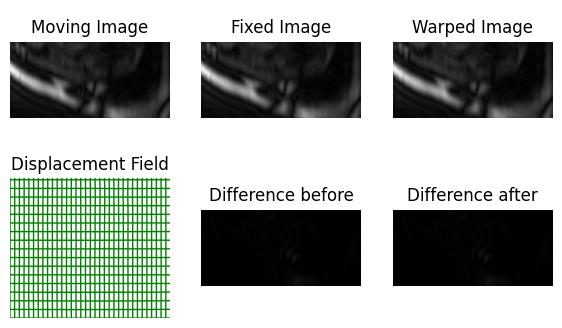 Moving Image
Fixed Image
Warped Image
Displacement Field
Difference before
Difference after